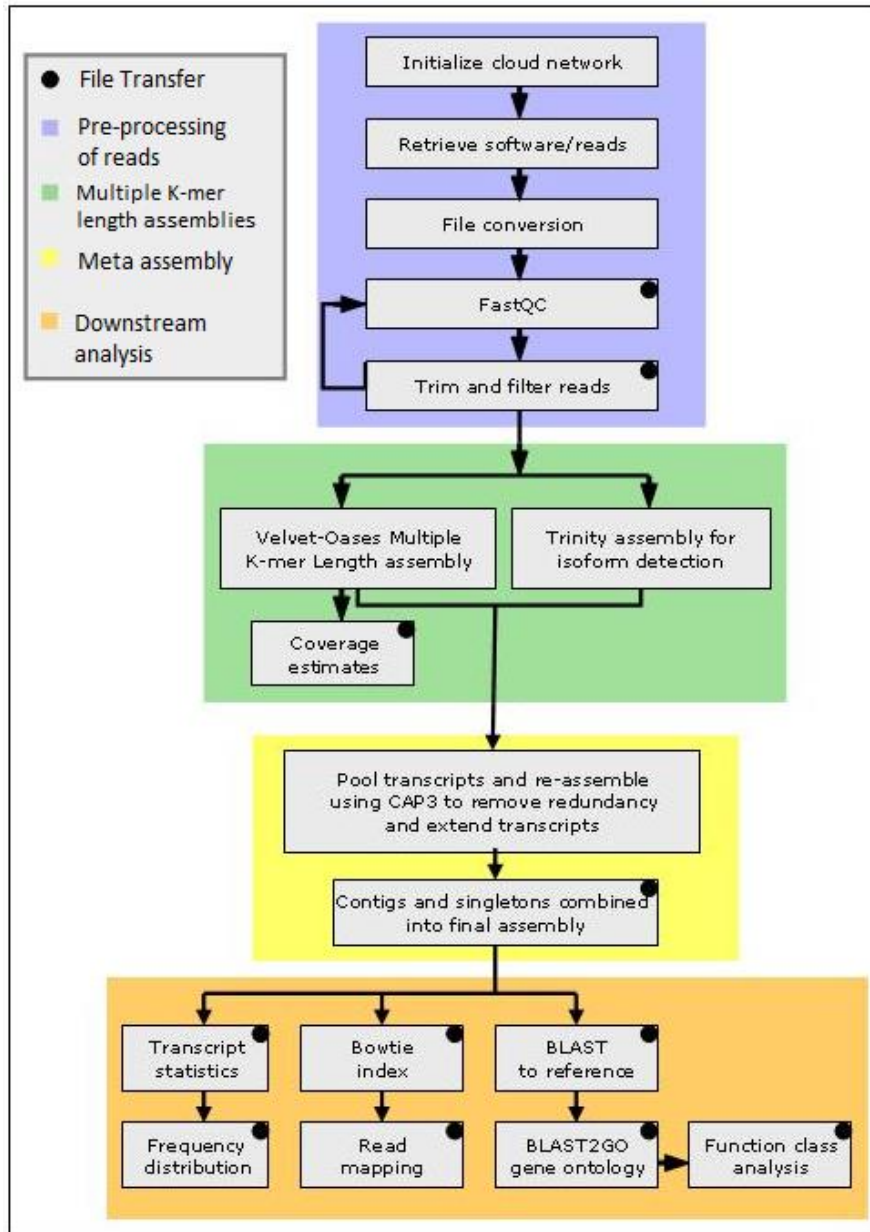 File Transfer
Pre-processing
of reads
Multiple K-mer
length assemblies
Meta assembly
Downstream
analysis
Initialize cloud network
Retrieve software/reads
File conversion
FastQC
Trim and filter reads
Velvet-Oases Multiple
K-mer Length assembly
Trinity assembly for
isoform detection
Coverage
estimates
Pool transcripts and re-assemble
using CAP3 to remove redundancy
and extend transcripts
Contigs and singletons combined
into final assembly
Transcript
statistics
Bowtie
index
BLAST
to reference
Frequency
distribution
Read
mapping
BLAST2GO
gene ontology
Function class
analysis